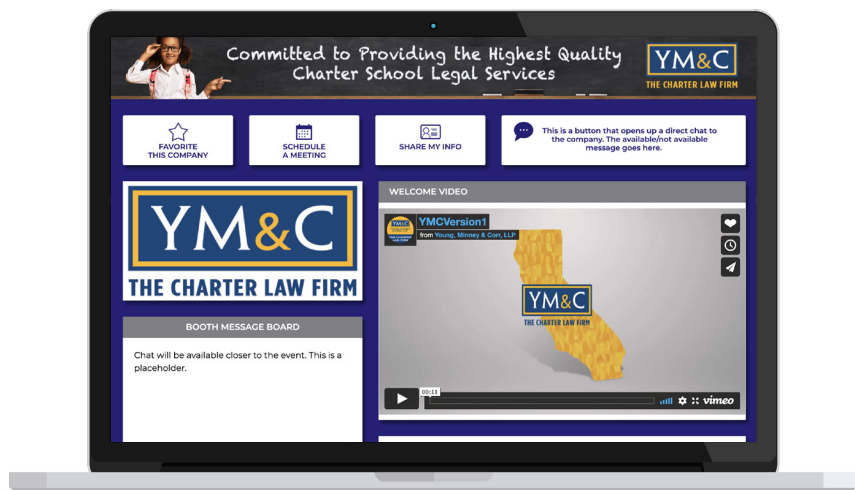 Committed to Providing the Highest Quality
Charter School Legal Services
YM&C
THE CHARTER LAW FIRM
FAVORITE
THIS COMPANY
SCHEDULE
A MEETING
SHARE MY INFO
This is a button that opens up a direct chat to
the company. The available/not available
message goes here.
YM&C
THE CHARTER LAW FIRM
WELCOME VIDEO
YM&C
YMCVersion1
from Young, Minney & Corr, LLP
YM&C
THE CHARTER LAW FIRM
00:11
vimeo
BOOTH MESSAGE BOARD
Chat will be available closer to the event. This is a
placeholder.